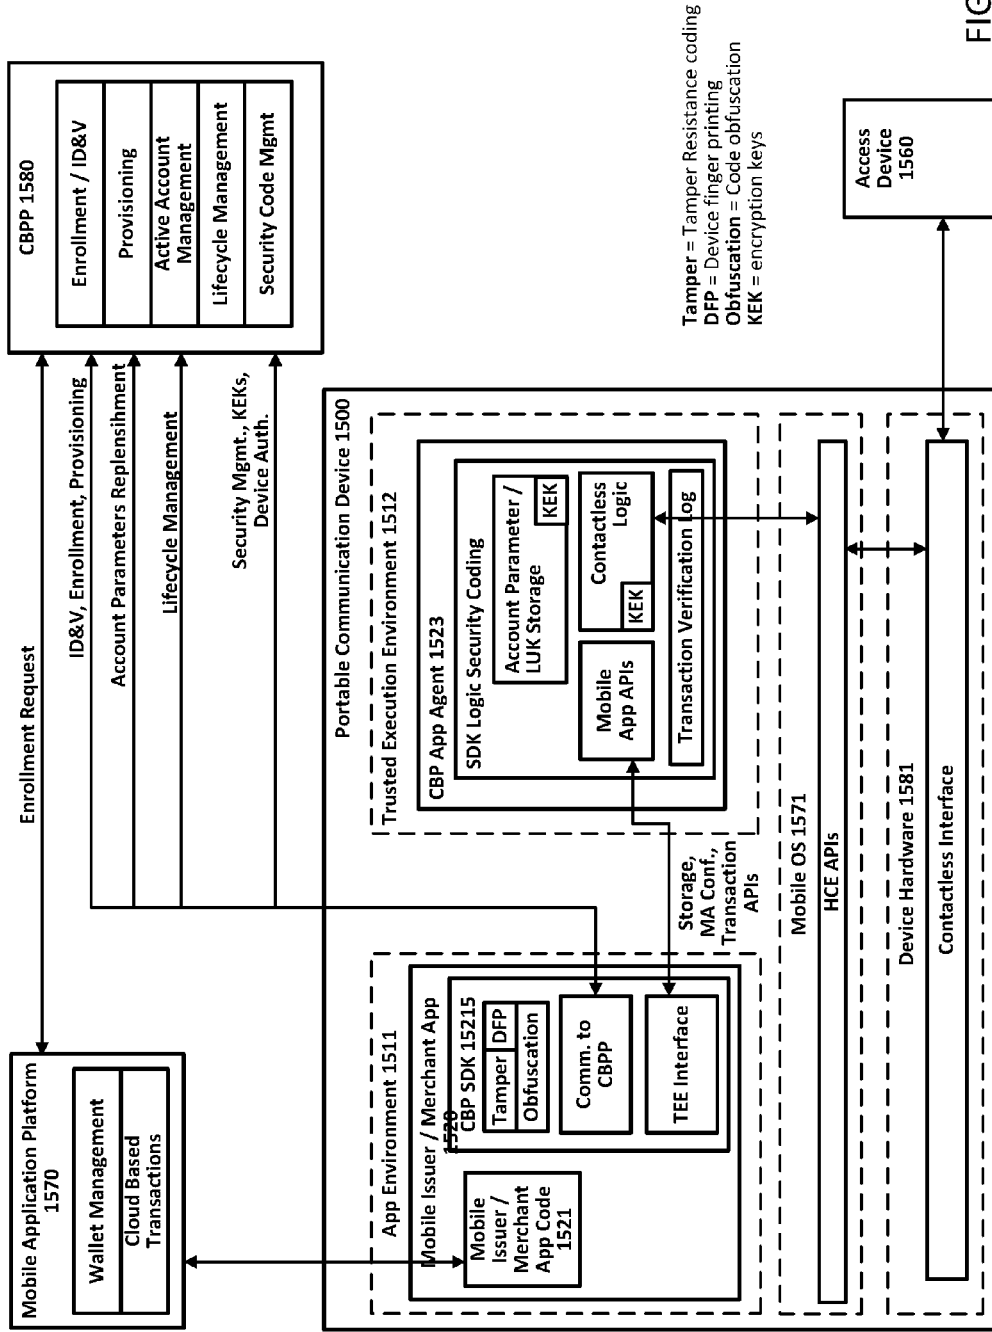 Mobile Application Platform
1570
Wallet Management
Cloud Based
Transactions
Enrollment Request
ID&V, Enrollment, Provisioning
Account Parameters Replensihment
Lifecycle Management
Security Mgmt., KEKs,
Device Auth.
CBPP 1580
Enrollment / ID&V
Provisioning
Active Account
Management
Lifecycle Management
Security Code Mgmt
Portable Communication Device 1500
App Environment 1511
Mobile Issuer / Merchant App
1520
Mobile
Issuer /
Merchant
App Code
1521
CBP SDK 15215
Tamper
DFP
Obfuscation
Comm. to
CBPP
TEE Interface
Storage,
MA Conf.,
Transaction
APIs
Trusted Execution Environment 1512
CBP App Agent 1523
SDK Logic Security Coding
Account Parameter /
LUK Storage
KEK
Mobile
App APIs
Contactless
Logic
KEK
Transaction Verification Log
Mobile OS 1571
HCE APIs
Device Hardware 1581
Contactless Interface
Tamper = Tamper Resistance coding
DFP = Device finger printing
Obfuscation = Code obfuscation
KEK = encryption keys
Access
Device
1560
FIG